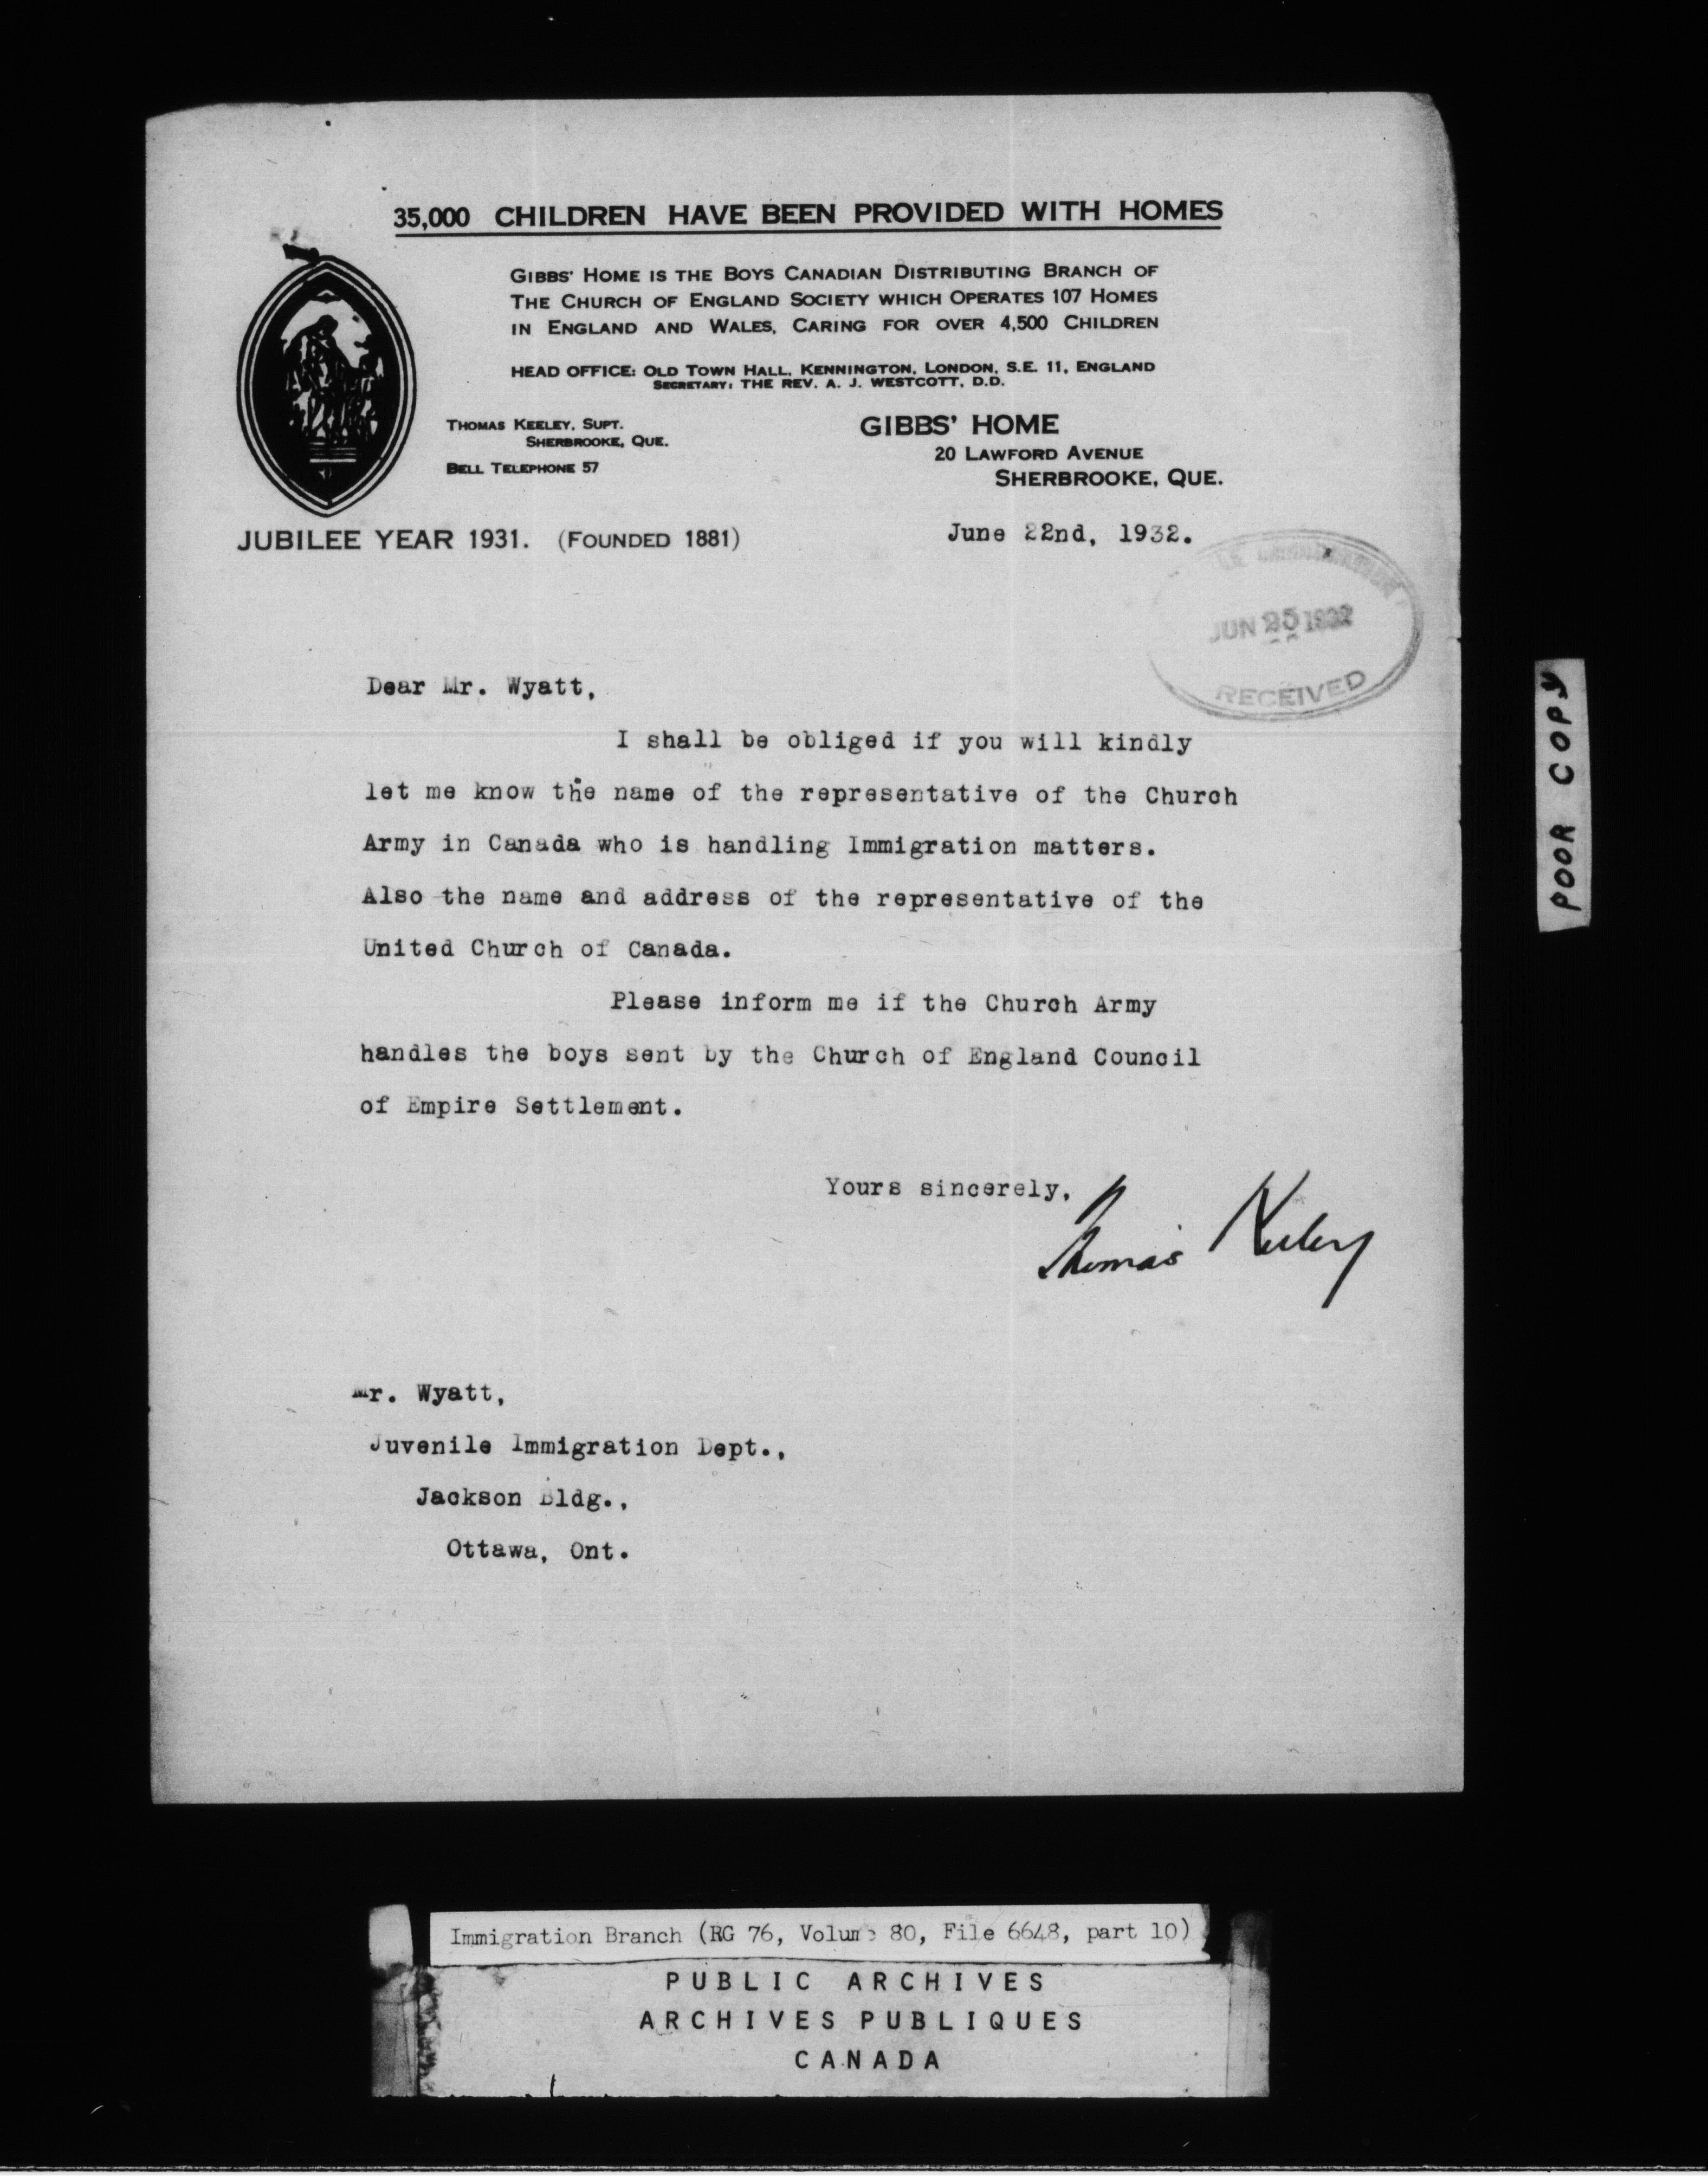 35,000 CHILDREN HAVE BEEN PROVIDED WITH HOMES
GIBBS' HOME IS THE BOYS CANADIAN DISTRIBUTING BRANCH OF
THE CHURCH OF ENGLAND SOCIETY WHICH OPERATES 107 HOMES
IN ENGLAND AND WALES, CARING FOR OVER 4,500 CHILDREN
HEAD OFFICE: OLD TOWN HALL, KENNINGTON, LONDON, S.E. 11, ENGLAND
SECRETARY: THE REV. A. J. WESTCOTT, D.D.
THOMAS KEELEY, SUPT.
SHERBROOKE, QUE.
BELL TELEPHONE 57
GIBBS' HOME
20 LAWFORD AVENUE
SHERBROOKE, QUE.
JUBILEE YEAR 1931. (FOUNDED 1881)
June 22nd, 1932.
JUN 25 1932
RECEIVED
Dear Mr. Wyatt,
I shall be obliged if you will kindly
let me know the name of the representative of the Church
Army in Canada who is handling Immigration matters.
Also the name and address of the representative of the
United Church of Canada.
Please inform me if the Church Army
handles the boys sent by the Church of England Council
of Empire Settlement.
Yours sincerely,
Thomas Keeley
Mr. Wyatt,
Juvenile Immigration Dept.,
Jackson Bldg.,
Ottawa, Ont.
POOR COPY
Immigration Branch (RG 76, Volume 80, File 6648, part 10)
PUBLIC ARCHIVES
ARCHIVES PUBLIQUES
CANADA